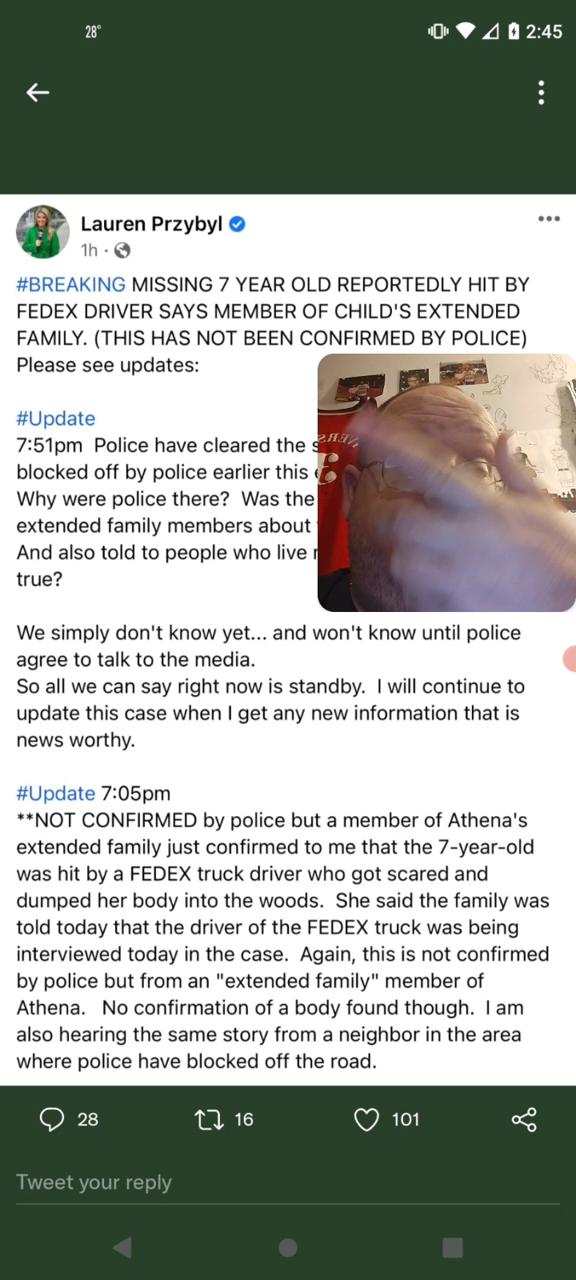 28°
2:45
Lauren Przybyl
1h ·
#BREAKING MISSING 7 YEAR OLD REPORTEDLY HIT BY
FEDEX DRIVER SAYS MEMBER OF CHILD'S EXTENDED
FAMILY. (THIS HAS NOT BEEN CONFIRMED BY POLICE)
Please see updates:
#Update
7:51pm Police have cleared the
blocked off by police earlier this
Why were police there? Was the
extended family members about
And also told to people who live
true?
We simply don't know yet... and won't know until police
agree to talk to the media.
So all we can say right now is standby. I will continue to
update this case when I get any new information that is
news worthy.
#Update 7:05pm
**NOT CONFIRMED by police but a member of Athena's
extended family just confirmed to me that the 7-year-old
was hit by a FEDEX truck driver who got scared and
dumped her body into the woods. She said the family was
told today that the driver of the FEDEX truck was being
interviewed today in the case. Again, this is not confirmed
by police but from an "extended family" member of
Athena. No confirmation of a body found though. I am
also hearing the same story from a neighbor in the area
where police have blocked off the road.
28
16
101
Tweet your reply